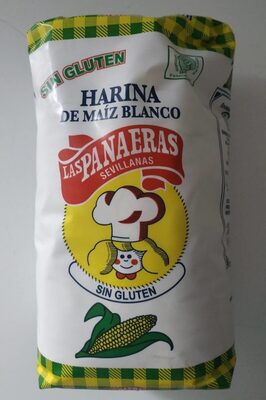 SIN GLUTEN
HARINA
DE MAÍZ BLANCO
LAS PANAERAS
SEVILLANAS
SIN GLUTEN